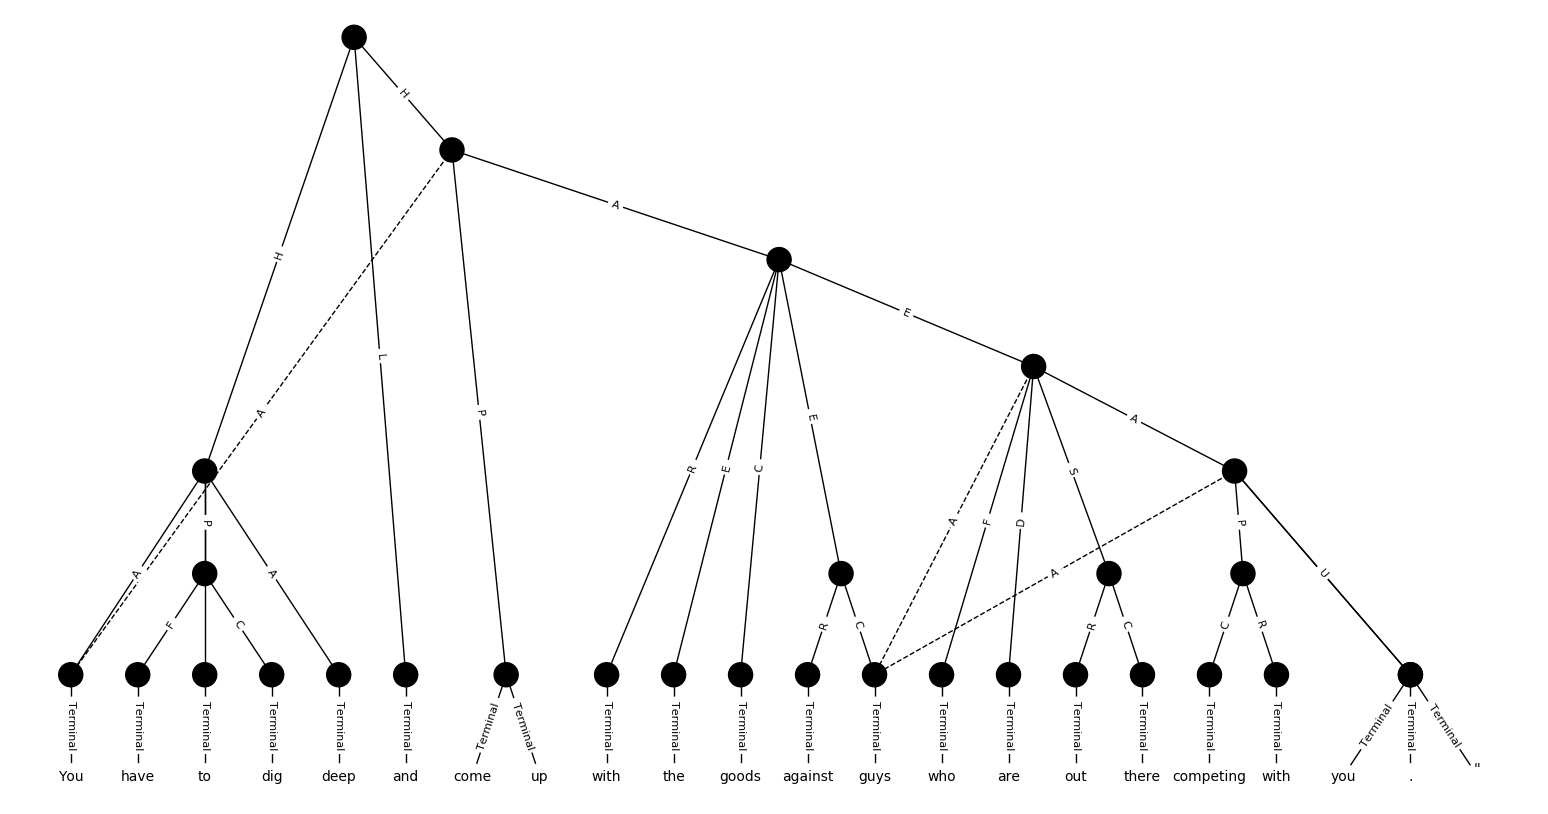 H
H
A
H
E
L
A
P
A
E
R
E
C
S
A
F
D
P
U
P
A
A
A
F
C
R
C
R
C
C
R
Terminal Terminal Terminal Terminal Terminal Terminal Terminal Terminal Terminal Terminal Terminal Terminal Terminal Terminal Terminal Terminal Terminal Terminal Terminal Terminal Terminal Terminal
You have to dig deep and come up with the goods against guys who are out there competing with you . "